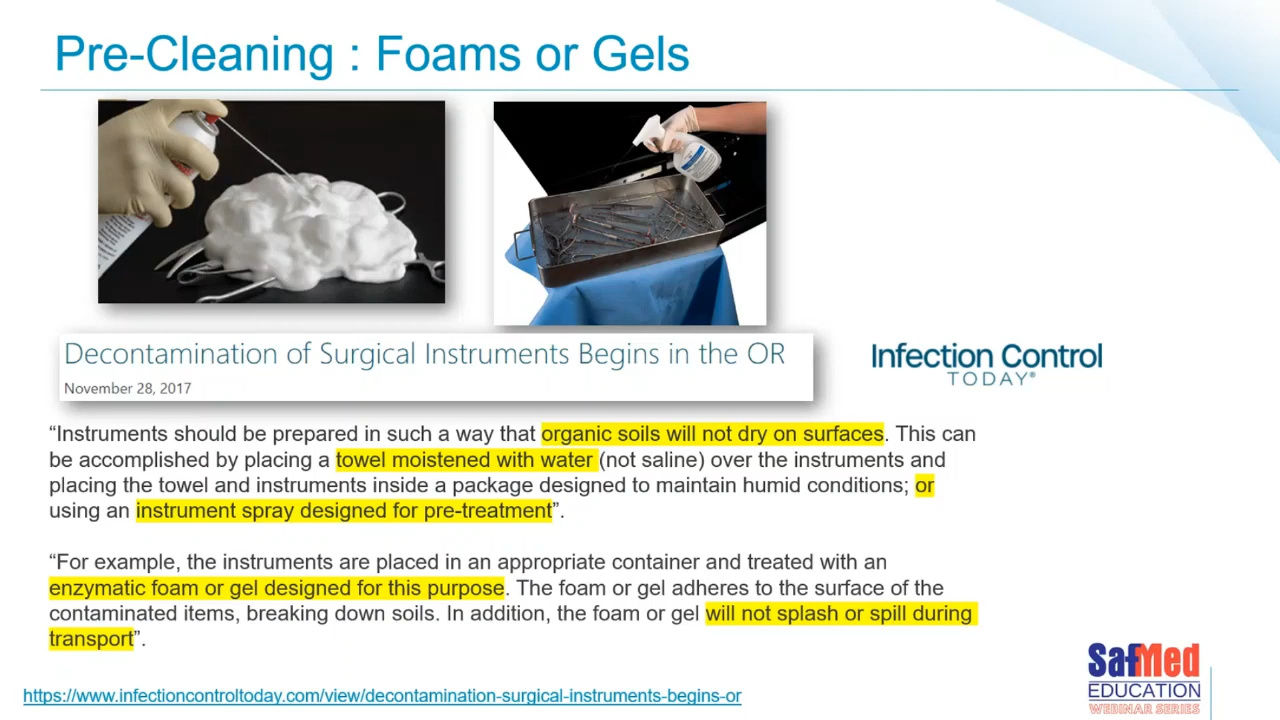 Pre-Cleaning : Foams or Gels
Decontamination of Surgical Instruments Begins in the OR
November 28, 2017
Infection Control
TODAY®
“Instruments should be prepared in such a way that organic soils will not dry on surfaces. This can
be accomplished by placing a towel moistened with water (not saline) over the instruments and
placing the towel and instruments inside a package designed to maintain humid conditions; or
using an instrument spray designed for pre-treatment”.
“For example, the instruments are placed in an appropriate container and treated with an
enzymatic foam or gel designed for this purpose. The foam or gel adheres to the surface of the
contaminated items, breaking down soils. In addition, the foam or gel will not splash or spill during
transport”.
https://www.infectioncontroltoday.com/view/decontamination-surgical-instruments-begins-or
SafMed
EDUCATION
WEBINAR SERIES